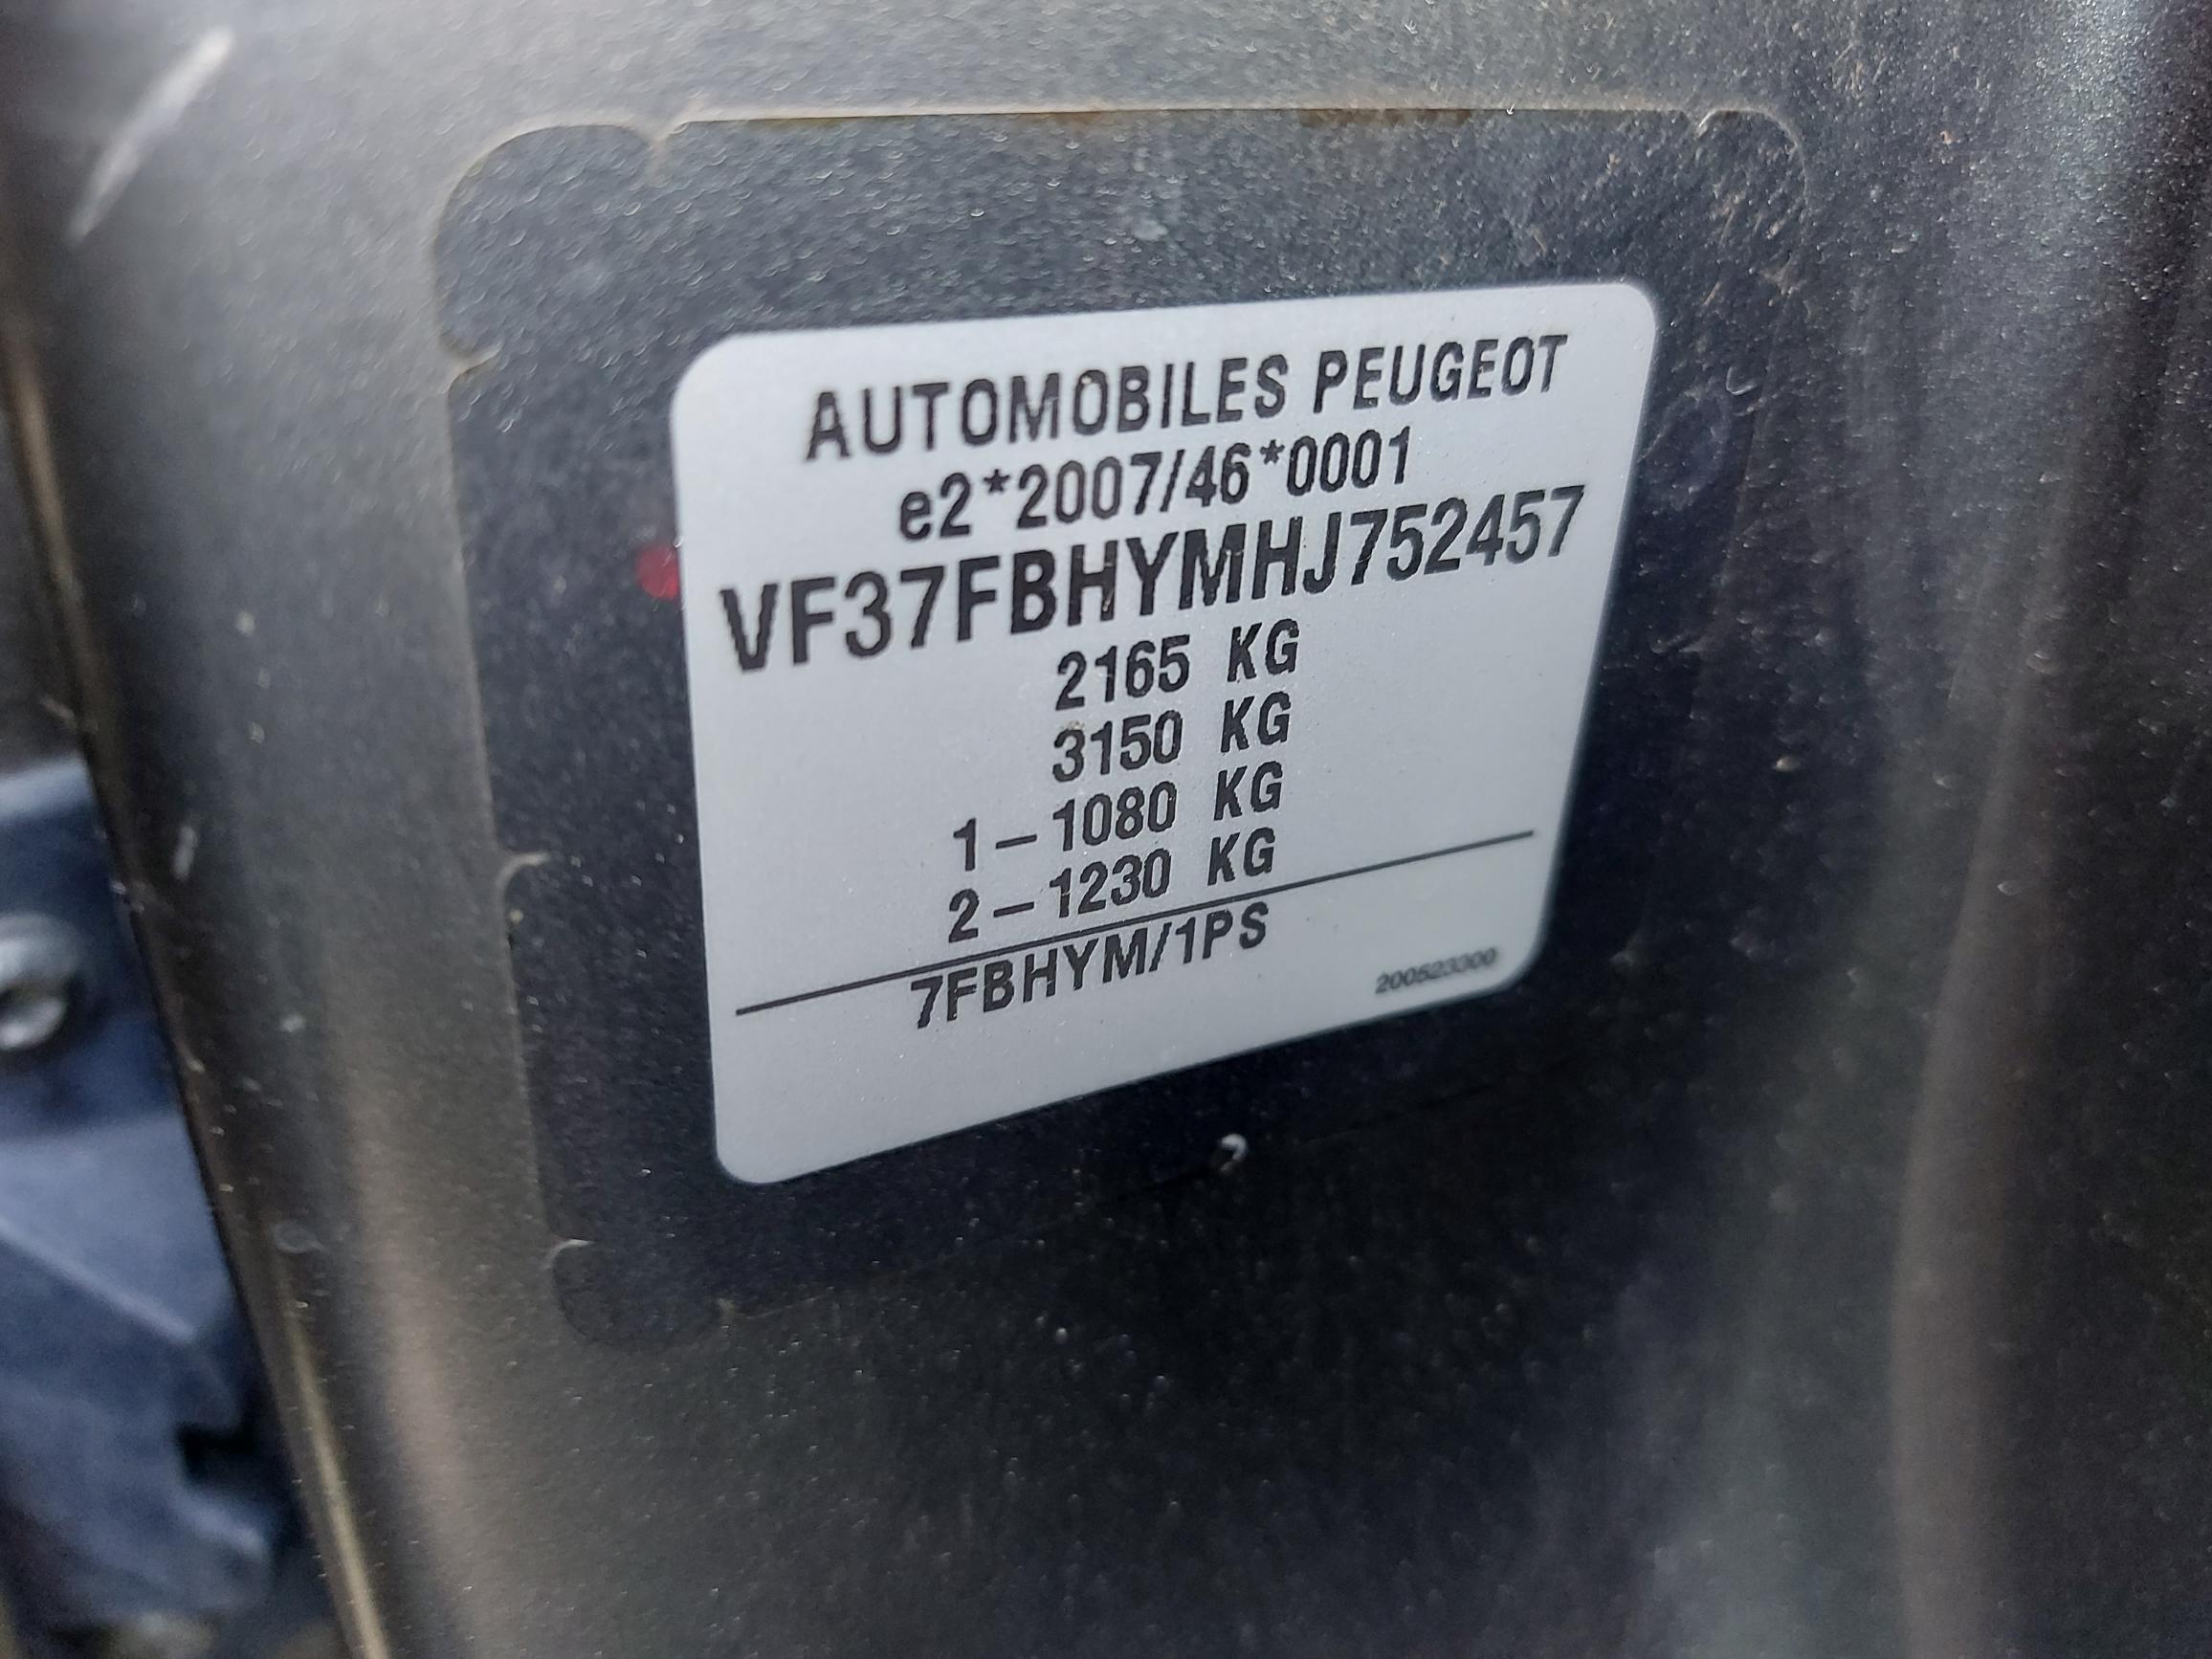 AUTOMOBILES PEUGEOT
e2*2007/46*0001
VF37FBHYMHJ752457
2165 KG
3150 KG
1-1080 KG
2-1230 KG
7FBHYM/1PS
200523300